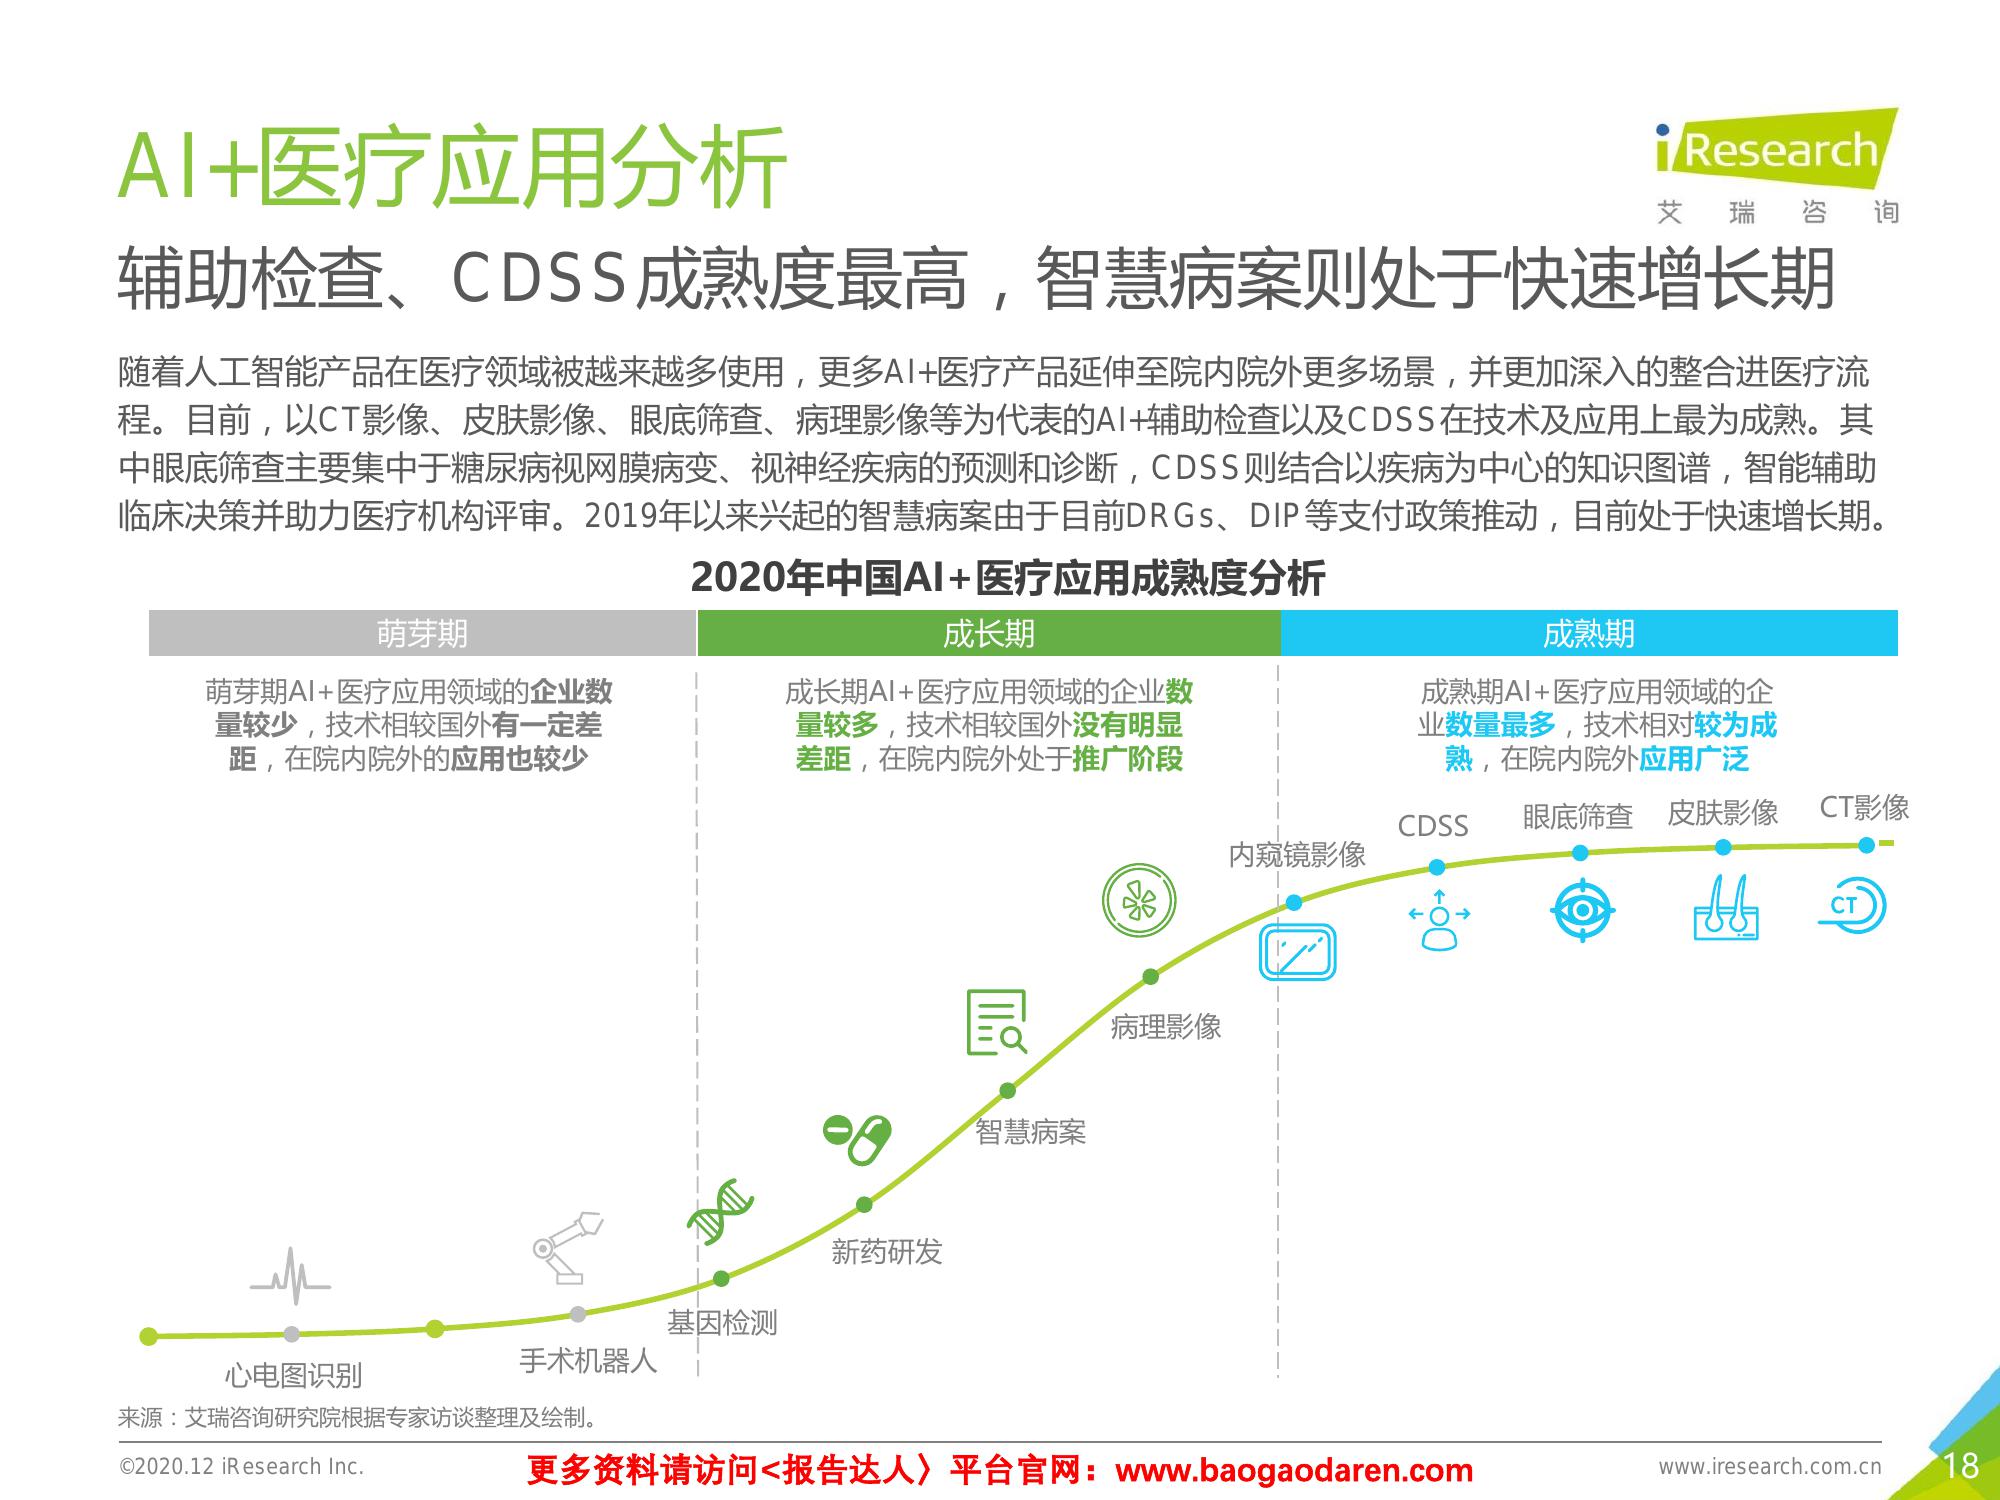 AI+医疗应用分析
iResearch
艾瑞咨询
辅助检查、CDSS成熟度最高，智慧病案则处于快速增长期
随着人工智能产品在医疗领域被越来越多使用，更多AI+医疗产品延伸至院内院外更多场景，并更加深入的整合进医疗流
程。目前，以CT影像、皮肤影像、眼底筛查、病理影像等为代表的AI+辅助检查以及CDSS在技术及应用上最为成熟。其
中眼底筛查主要集中于糖尿病视网膜病变、视神经疾病的预测和诊断，CDSS则结合以疾病为中心的知识图谱，智能辅助
临床决策并助力医疗机构评审。2019年以来兴起的智慧病案由于目前DRGs、DIP等支付政策推动，目前处于快速增长期。
2020年中国AI+医疗应用成熟度分析
萌芽期
成长期
成熟期
萌芽期AI+医疗应用领域的企业数
量较少，技术相较国外有一定差
距，在院内院外的应用也较少
成长期AI+医疗应用领域的企业数
量较多，技术相较国外没有明显
差距，在院内院外处于推广阶段
成熟期AI+医疗应用领域的企
业数量最多，技术相对较为成
熟，在院内院外应用广泛
CT影像
皮肤影像
眼底筛查
CDSS
内窥镜影像
CT
病理影像
智慧病案
新药研发
基因检测
手术机器人
心电图识别
来源：艾瑞咨询研究院根据专家访谈整理及绘制。
©2020.12 iResearch Inc.
更多资料请访问<报告达人〉平台官网：www.baogaodaren.com
www.iresearch.com.cn
18